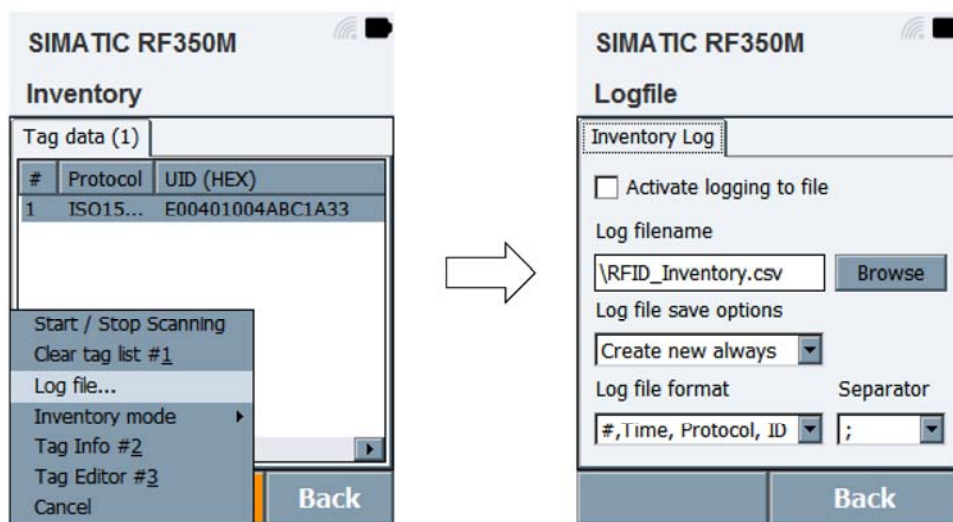 SIMATIC RF350M
Inventory
Tag data (1)
# Protocol UID (HEX)
1 ISO15... E00401004ABC1A33
Start / Stop Scanning
Clear tag list #1
Log file...
Inventory mode
Tag Info #2
Tag Editor #3
Cancel
Back
SIMATIC RF350M
Logfile
Inventory Log
Activate logging to file
Log filename
\RFID_Inventory.csv Browse
Log file save options
Create new always
Log file format Separator
#,Time, Protocol, ID ;
Back